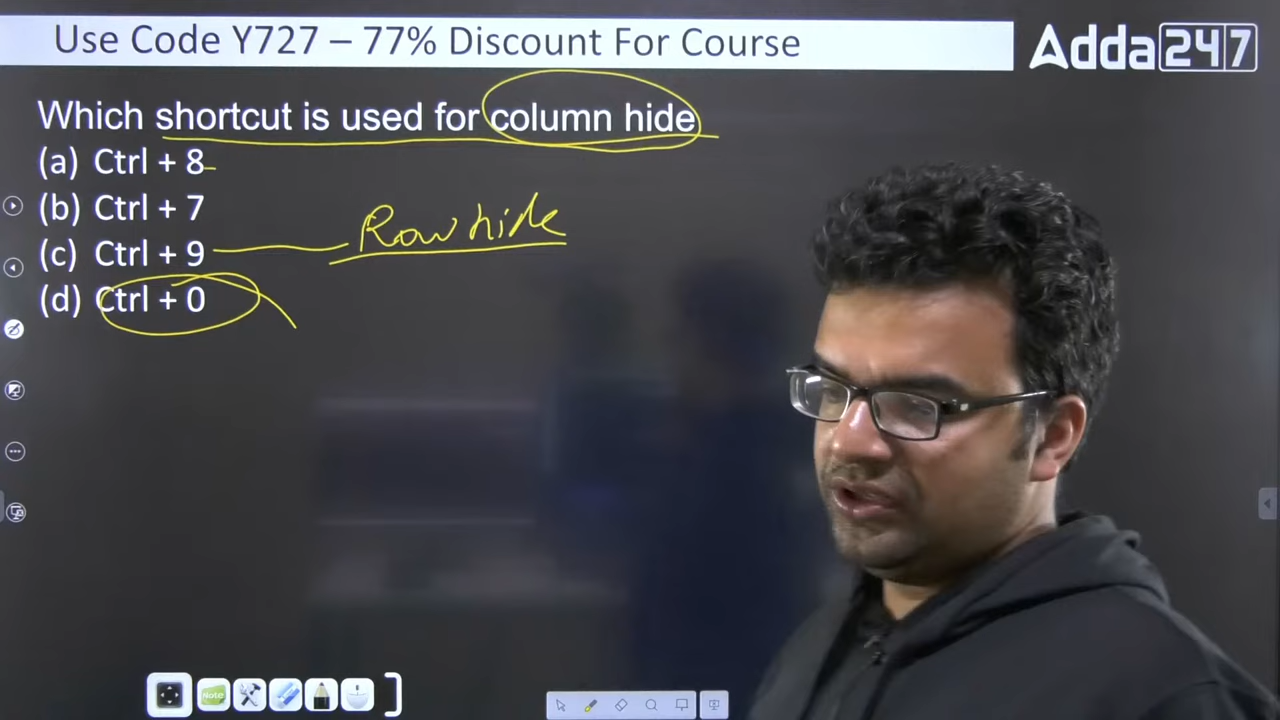 Use Code Y727 – 77% Discount For Course
Adda247
Which shortcut is used for column hide
(a) Ctrl + 8
(b) Ctrl + 7
(c) Ctrl + 9
Row hide
(d) Ctrl + 0
Note